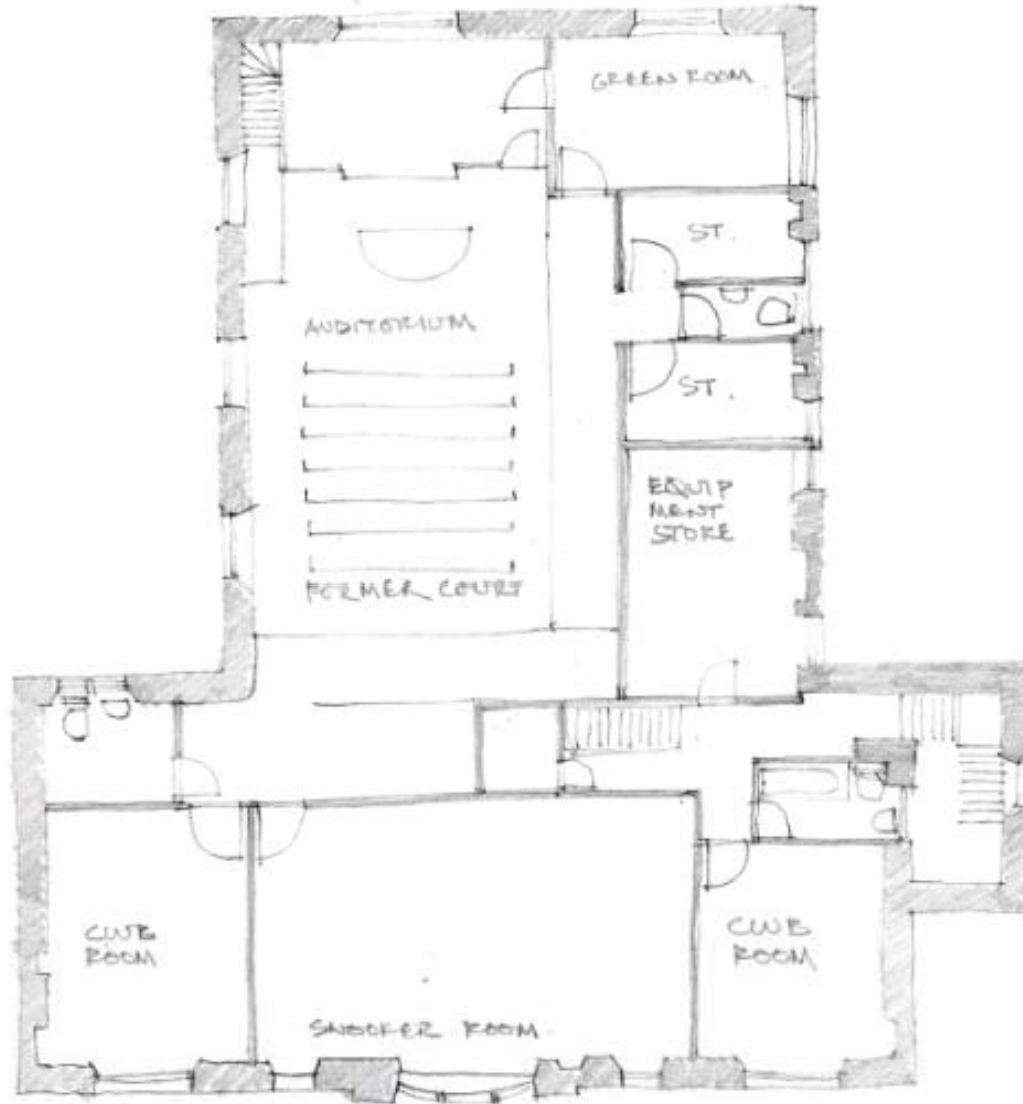 GREEN ROOM
ST.
AUDITORIUM
ST.
EQUIP
MENT
STORE
FORMER COURT
CLUB
ROOM
SNOOKER ROOM
CLUB
ROOM